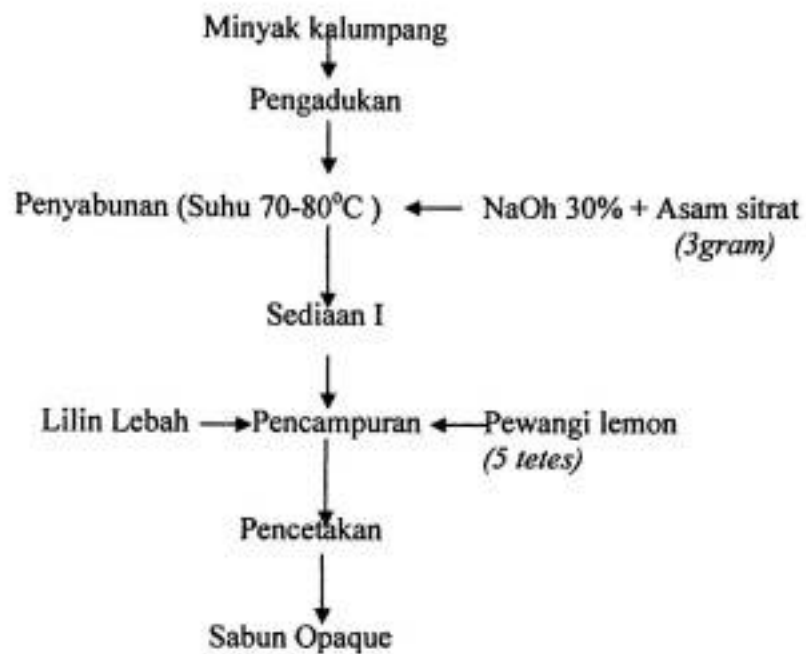 Minyak kalumpang
Pengadukan
Penyabunan (Suhu 70-80⁰C ) NaOh 30% + Asam sitrat
(3gram)
Sediaan I
Lilin Lebah Pencampuran Pewangi lemon
(5 tetes)
Pencetakan
Sabun Opaque